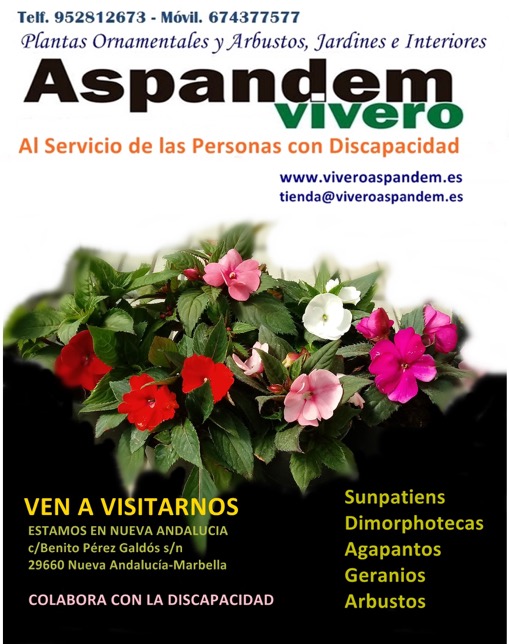 Telf. 952812673 - Móvil. 674377577
Plantas Ornamentales y Arbustos, Jardines e Interiores
Aspandem
vivero
Al Servicio de las Personas con Discapacidad
www.viveroaspandem.es
tienda@viveroaspandem.es
VEN A VISITARNOS
ESTAMOS EN NUEVA ANDALUCIA
c/Benito Pérez Galdós s/n
29660 Nueva Andalucía-Marbella
COLABORA CON LA DISCAPACIDAD
Sunpatiens
Dimorphotecas
Agapantos
Geranios
Arbustos